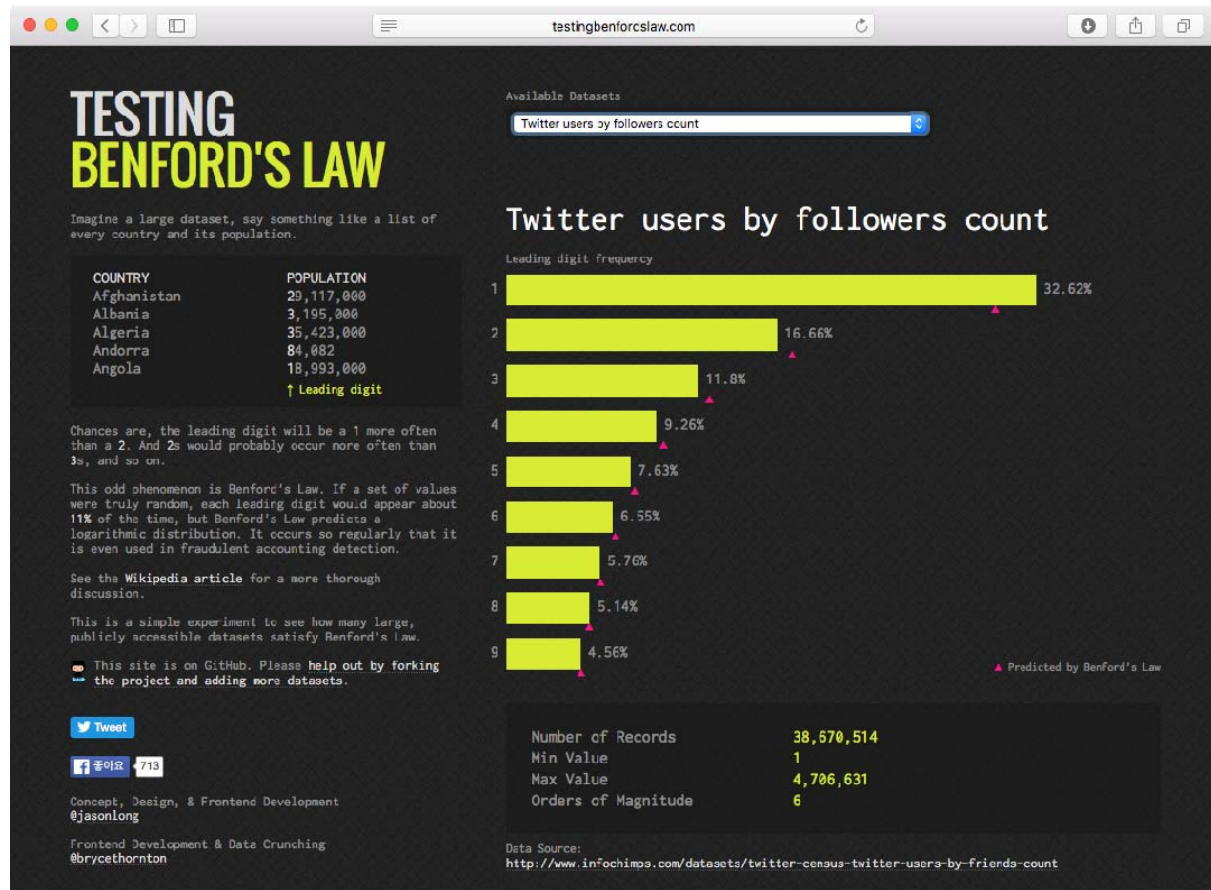 testingbenforcslaw.com
TESTING
BENFORD'S LAW
Imagine a large dataset, say something like a list of
every country and its population.
COUNTRY POPULATION
Afghanistan 29,117,000
Albania 3,195,000
Algeria 35,423,000
Andorra 84,082
Angola 18,993,000
↑ Leading digit
Chances are, the leading digit will be a 1 more often
than a 2. And 2s would probably occur nore often than
3s, and so on.
This odd phenomenon is Benford's Law. If a set of values
were truly random, each leading digit would appear about
11% of the time, but Benford's Law predicts a
logarithmic distribution. It occurs so regularly that it
is even used in fraudulent accounting detection.
See the Wikipedia article for a more thorough
discussion.
This is a simple experiment to see how many large,
publicly accessible datasets satisfy Benford's Law.
This site is on GitHub. Please help out by forking
the project and adding more datasets.
Tweet
좋아요 713
Concept, Design, & Frontend Development
@jasonlong
Frontend Development & Data Crunching
@brycethornton
Available Datasets
Twitter users by followers count
Twitter users by followers count
Leading digit frequency
1 32.62%
2 16.66%
3 11.8%
4 9.26%
5 7.63%
6 6.55%
7 5.76%
8 5.14%
9 4.56%
▲ Predicted by Benford's Law
Number of Records 38,670,514
Min Value 1
Max Value 4,706,631
Orders of Magnitude 6
Data Source:
http://www.infochimps.com/datasets/twitter-census-twitter-users-by-friends-count